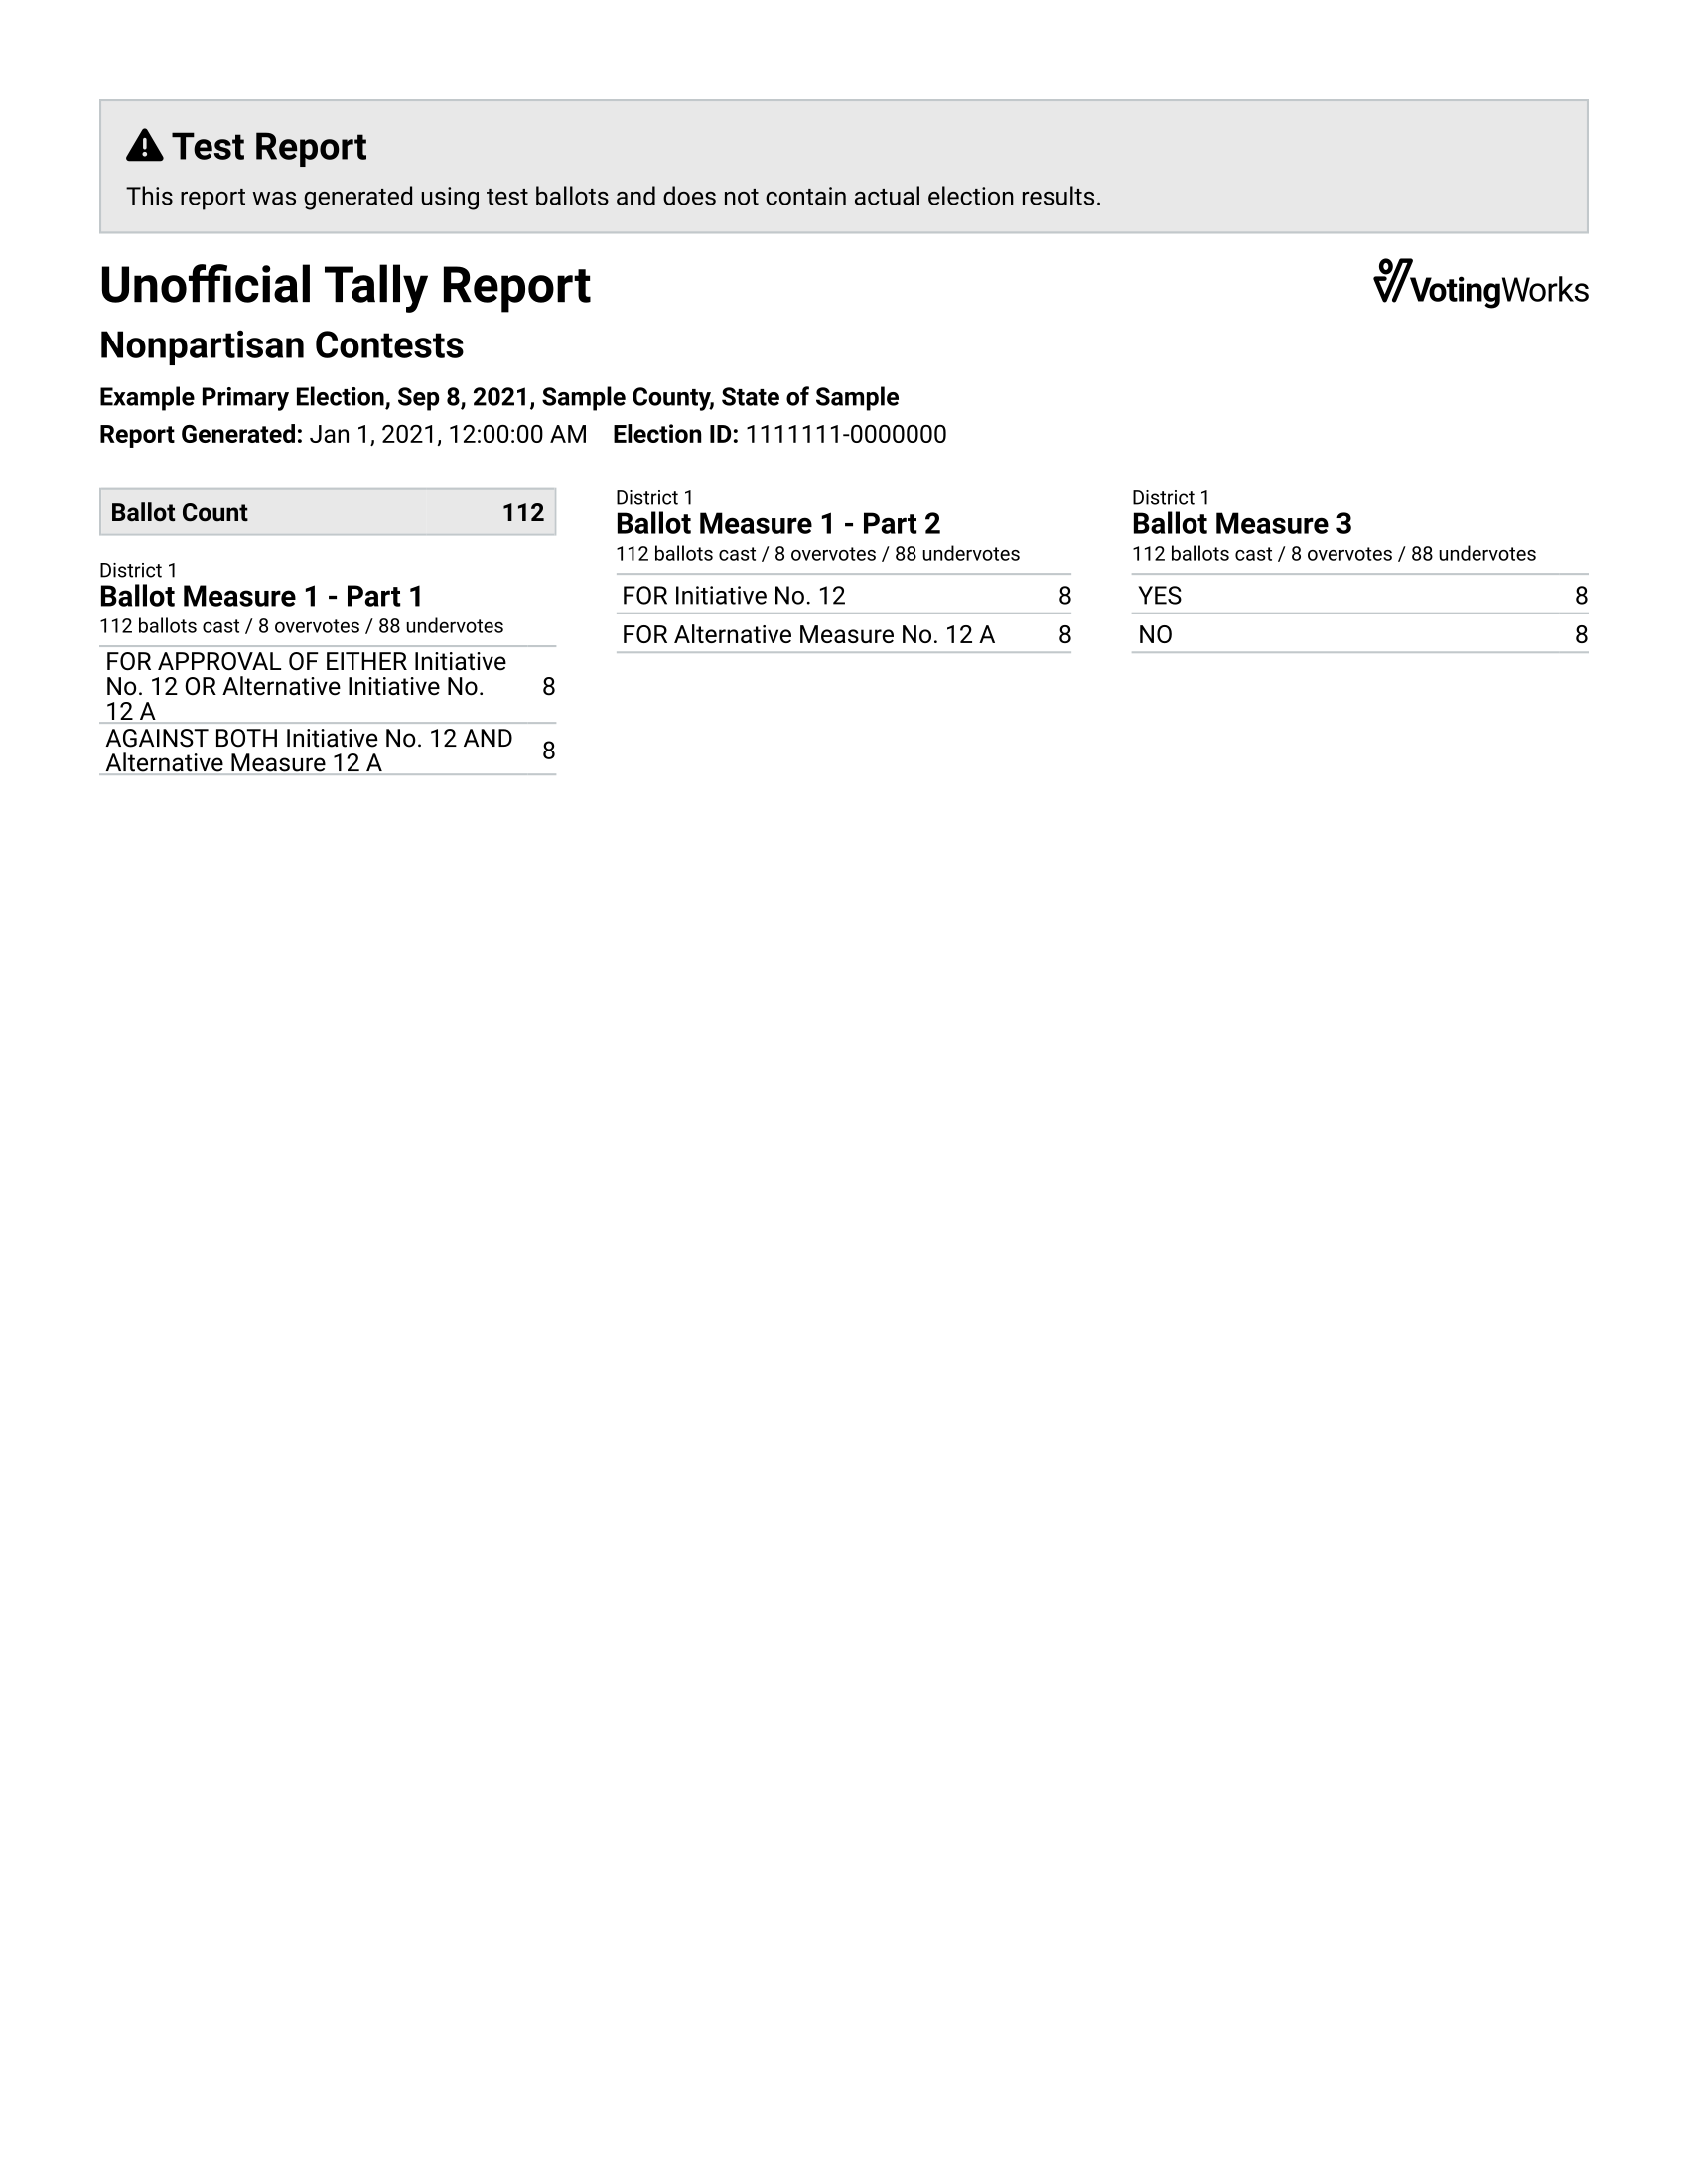 Test Report
This report was generated using test ballots and does not contain actual election results.
Unofficial Tally Report
VotingWorks
Nonpartisan Contests
Example Primary Election, Sep 8, 2021, Sample County, State of Sample
Report Generated: Jan 1, 2021, 12:00:00 AM Election ID: 1111111-0000000
Ballot Count 112
District 1
Ballot Measure 1 - Part 1
112 ballots cast / 8 overvotes / 88 undervotes
FOR APPROVAL OF EITHER Initiative
No. 12 OR Alternative Initiative No. 8
12 A
AGAINST BOTH Initiative No. 12 AND
Alternative Measure 12 A 8
District 1
Ballot Measure 1 - Part 2
112 ballots cast / 8 overvotes / 88 undervotes
FOR Initiative No. 12 8
FOR Alternative Measure No. 12 A 8
District 1
Ballot Measure 3
112 ballots cast / 8 overvotes / 88 undervotes
YES 8
NO 8